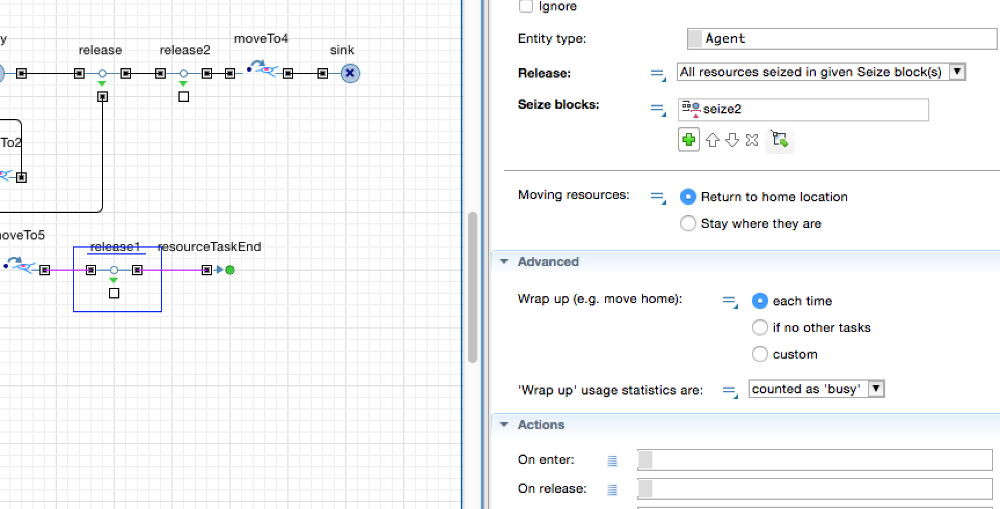 y
release
release2
moveTo4
sink
To2
oveTo5
release1
resourceTaskEnd
Ignore
Entity type:
Agent
Release:
All resources seized in given Seize block(s)
Seize blocks:
seize2
Moving resources:
Return to home location
Stay where they are
Advanced
Wrap up (e.g. move home):
each time
if no other tasks
custom
'Wrap up' usage statistics are:
counted as 'busy'
Actions
On enter:
On release: